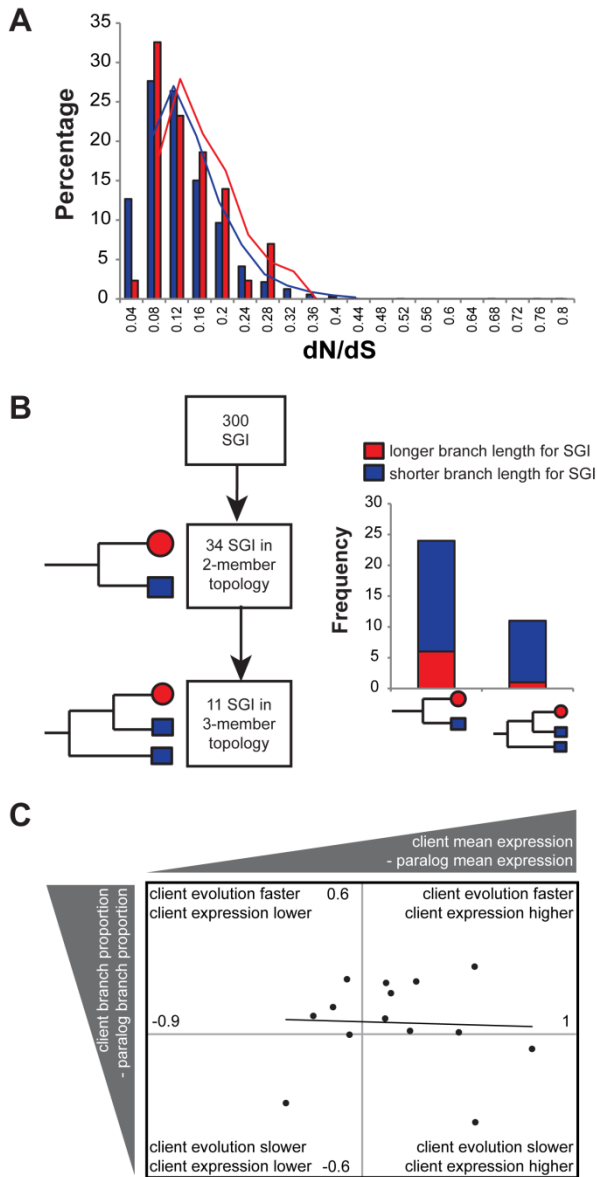 A
35
30
25
20
15
10
5
0
Percentage
0.04
0.08
0.12
0.16
0.2
0.24
0.28
0.32
0.36
0.4
0.44
0.48
0.52
0.56
0.6
0.64
0.68
0.72
0.76
0.8
dN/dS
B
300
SGI
34 SGI in
2-member
topology
11 SGI in
3-member
topology
longer branch length for SGI
shorter branch length for SGI
30
25
20
15
10
5
0
Frequency
C
client mean expression
- paralog mean expression
client branch proportion
- paralog branch proportion
client evolution faster
client expression lower
0.6
client evolution faster
client expression higher
-0.9
1
client evolution slower
client expression lower
-0.6
client evolution slower
client expression higher